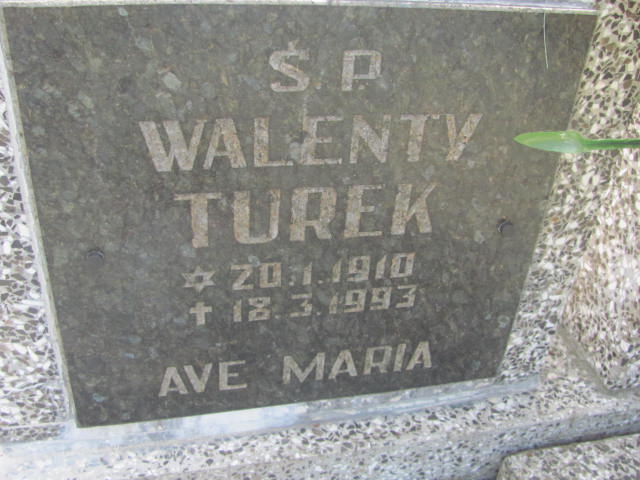 Ś.P.
WALENTY
TUREK
✡ 20.1.1910
✝ 18.3.1993
AVE MARIA